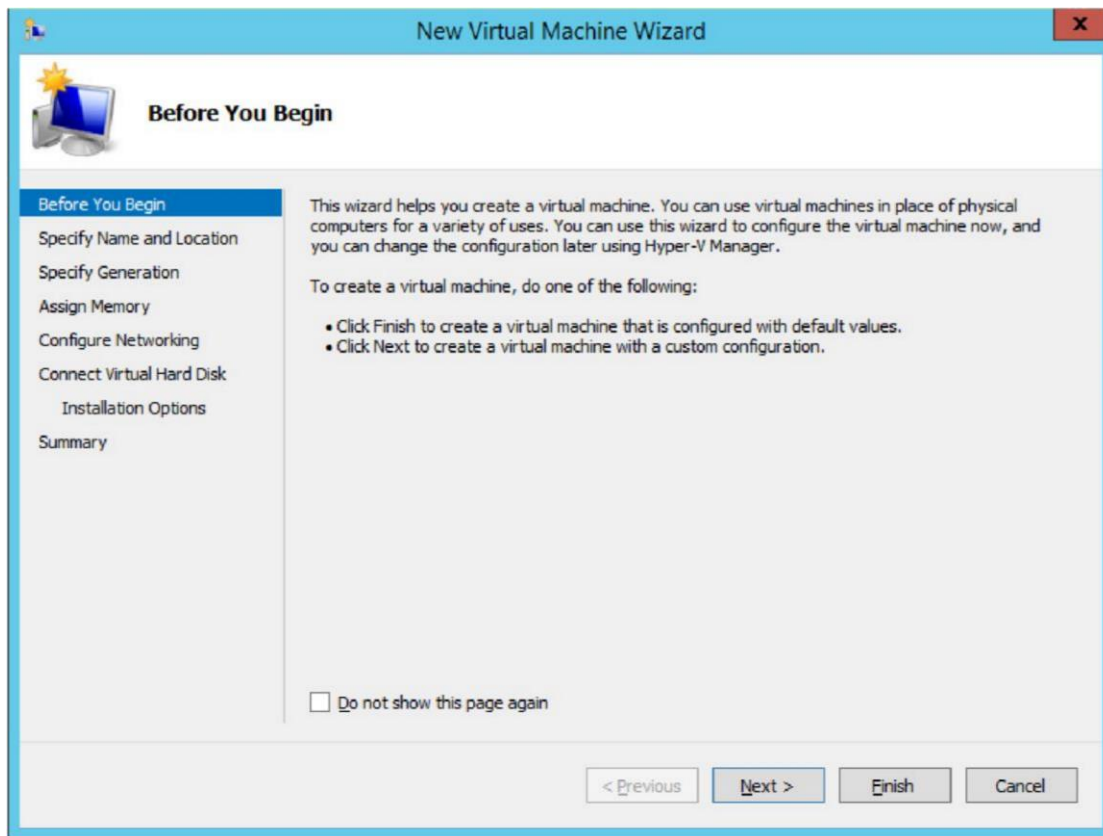 New Virtual Machine Wizard
x
Before You Begin
Before You Begin
Specify Name and Location
Specify Generation
Assign Memory
Configure Networking
Connect Virtual Hard Disk
Installation Options
Summary
This wizard helps you create a virtual machine. You can use virtual machines in place of physical
computers for a variety of uses. You can use this wizard to configure the virtual machine now, and
you can change the configuration later using Hyper-V Manager.
To create a virtual machine, do one of the following:
• Click Finish to create a virtual machine that is configured with default values.
• Click Next to create a virtual machine with a custom configuration.
Do not show this page again
< Previous
Next >
Finish
Cancel